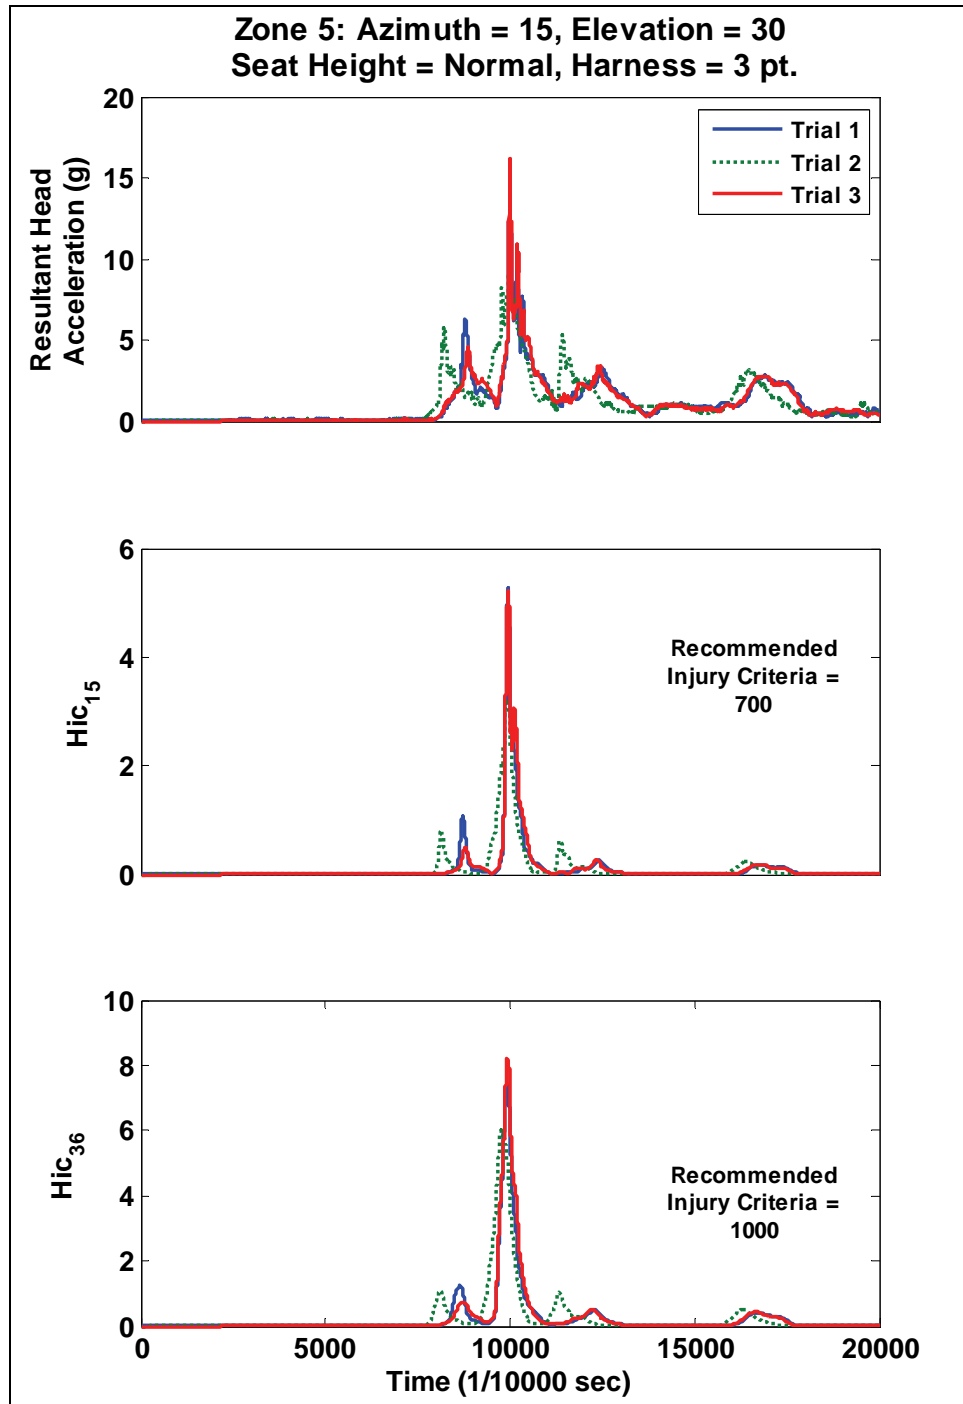 Zone 5: Azimuth = 15, Elevation = 30
Seat Height = Normal, Harness = 3 pt.
20
15
10
5
0
Resultant Head
Acceleration (g)
Trial 1
Trial 2
Trial 3
6
4
2
0
Hic15
Recommended
Injury Criteria =
700
10
8
6
4
2
0
Hic36
Recommended
Injury Criteria =
1000
0 5000 10000 15000 20000
Time (1/10000 sec)